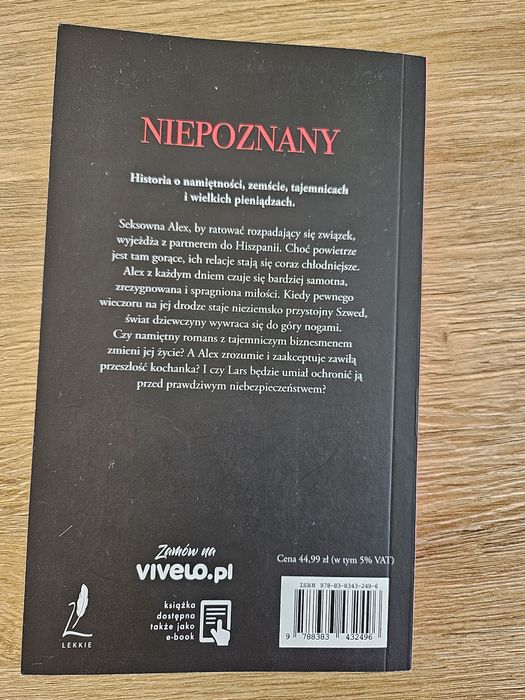 NIEPOZNANY
Historia o namiętności, zemście, tajemnicach
i wielkich pieniądzach.
Seksowna Alex, by ratować rozpadający się związek,
wyjeżdża z partnerem do Hiszpanii. Choć powietrze
jest tam gorące, ich relacje stają się coraz chłodniejsze.
Alex z każdym dniem czuje się bardziej samotna,
zrezygnowana i spragniona miłości. Kiedy pewnego
wieczoru na jej drodze staje nieziemsko przystojny Szwed,
świat dziewczyny wywraca się do góry nogami.
Czy namiętny romans z tajemniczym biznesmenem
zmieni jej życie? A Alex zrozumie i zaakceptuje zawiłą
przeszłość kochanka? I czy Lars będzie umiał ochronić ją
przed prawdziwym niebezpieczeństwem?
Zamów na
vivelo.pl
książka
dostępna
także jako
e-book
LEKKIE
Cena 44,99 zł (w tym 5% VAT)
ISBN 978-83-8343-249-6
9 788383 432496